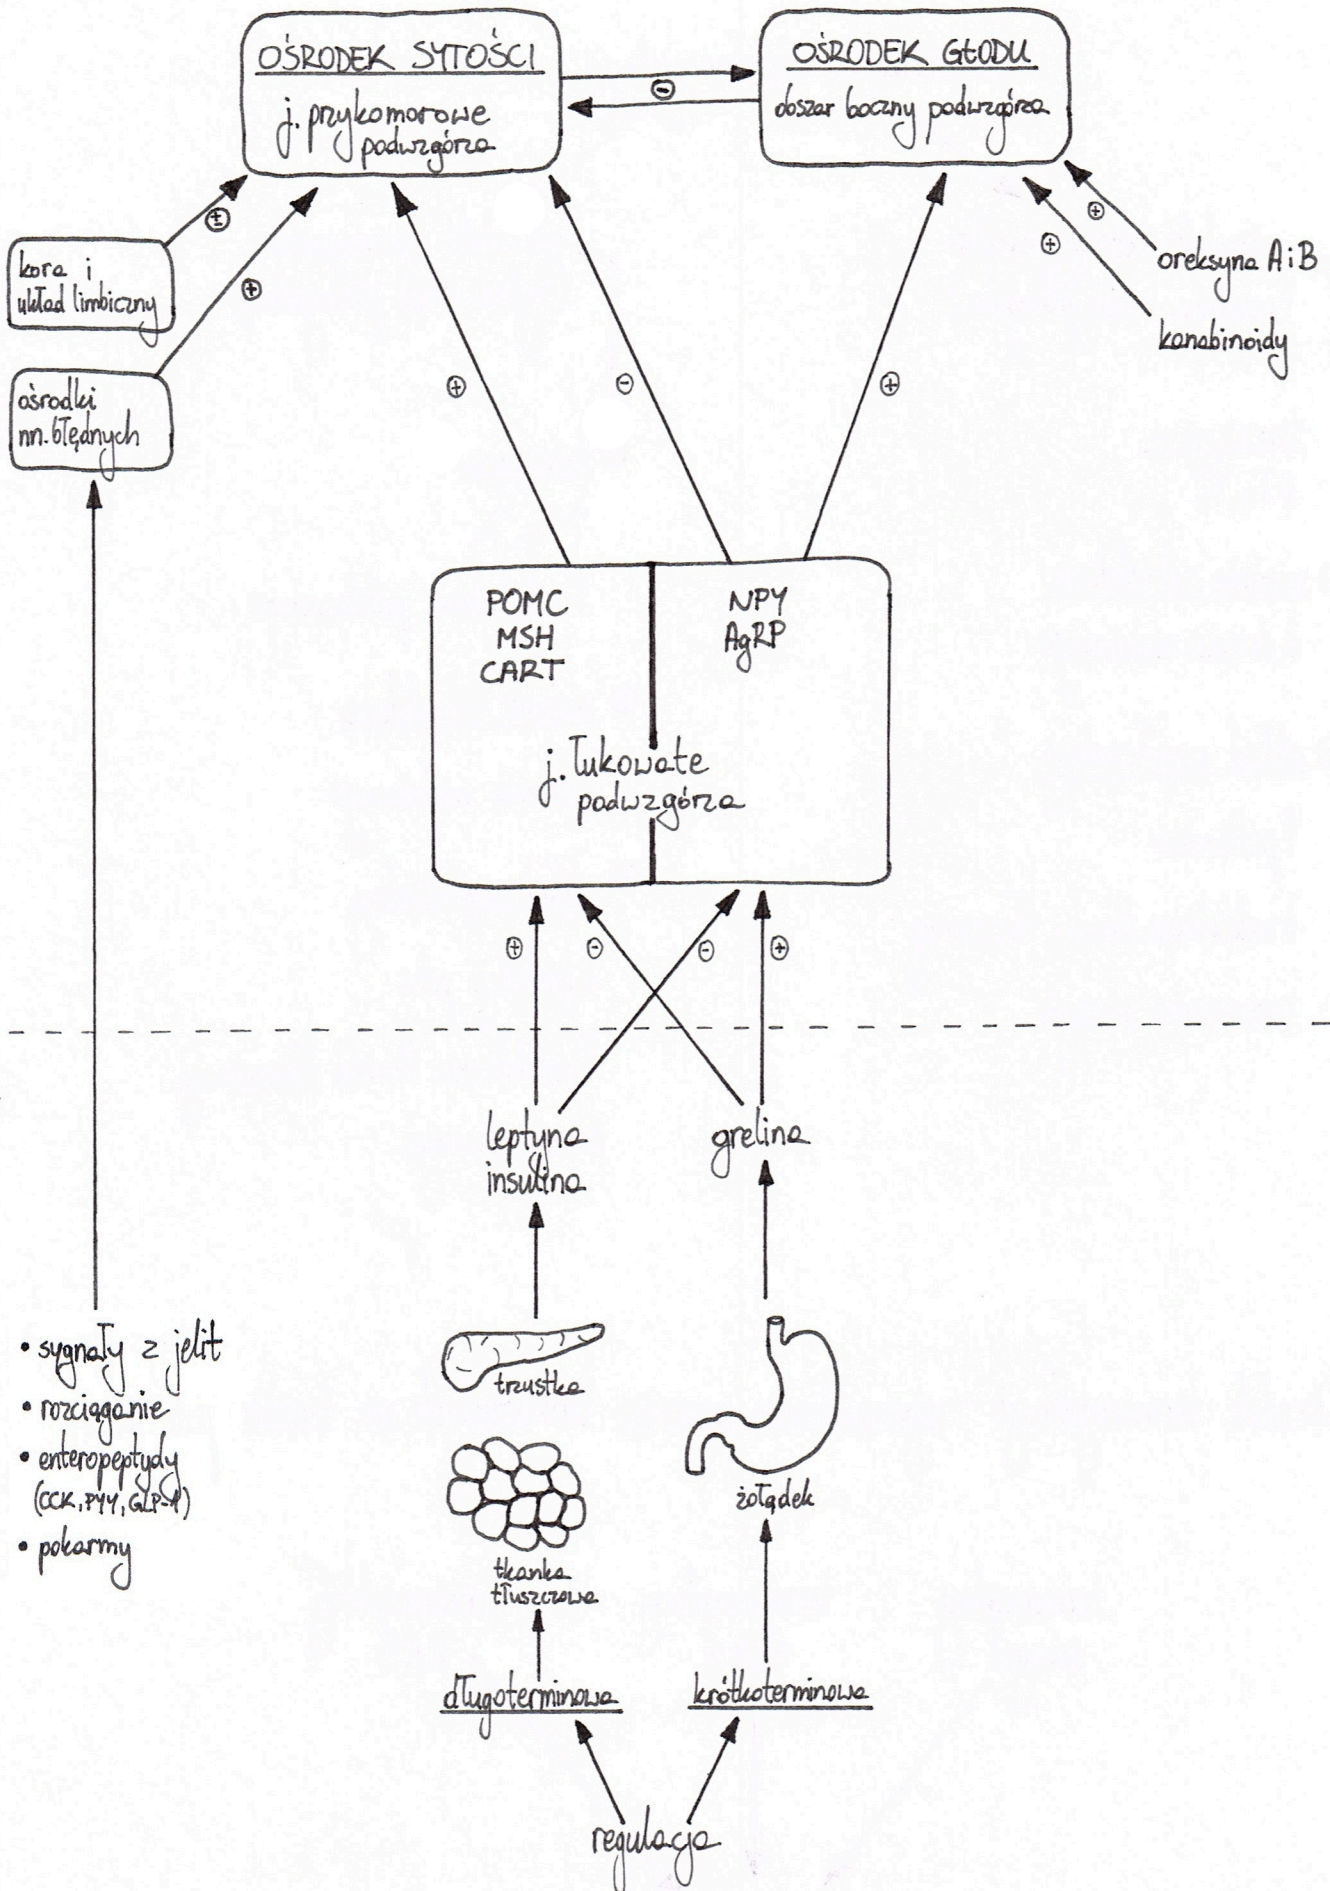 OŚRODEK SYTOŚCI
j. przykomorowe
podwzgórza
OŚRODEK GŁODU
obszar boczny podwzgórza
⊖
kora i
układ limbiczny
⊕
ośrodki
nn. błędnych
⊕
oreksyna A i B
⊕
kanabinoidy
⊕
⊕
⊖
⊕
POMC
MSH
CART
NPY
AgRP
j. łukowate
podwzgórza
⊕
⊖
⊖
⊕
leptyna
insulina
grelina
• sygnały z jelit
• rozciąganie
• enteropeptydy
(CCK, PYY, GLP-1)
• pokarmy
trzustka
tkanka
tłuszczowa
żołądek
długoterminowa
krótkoterminowa
regulacja